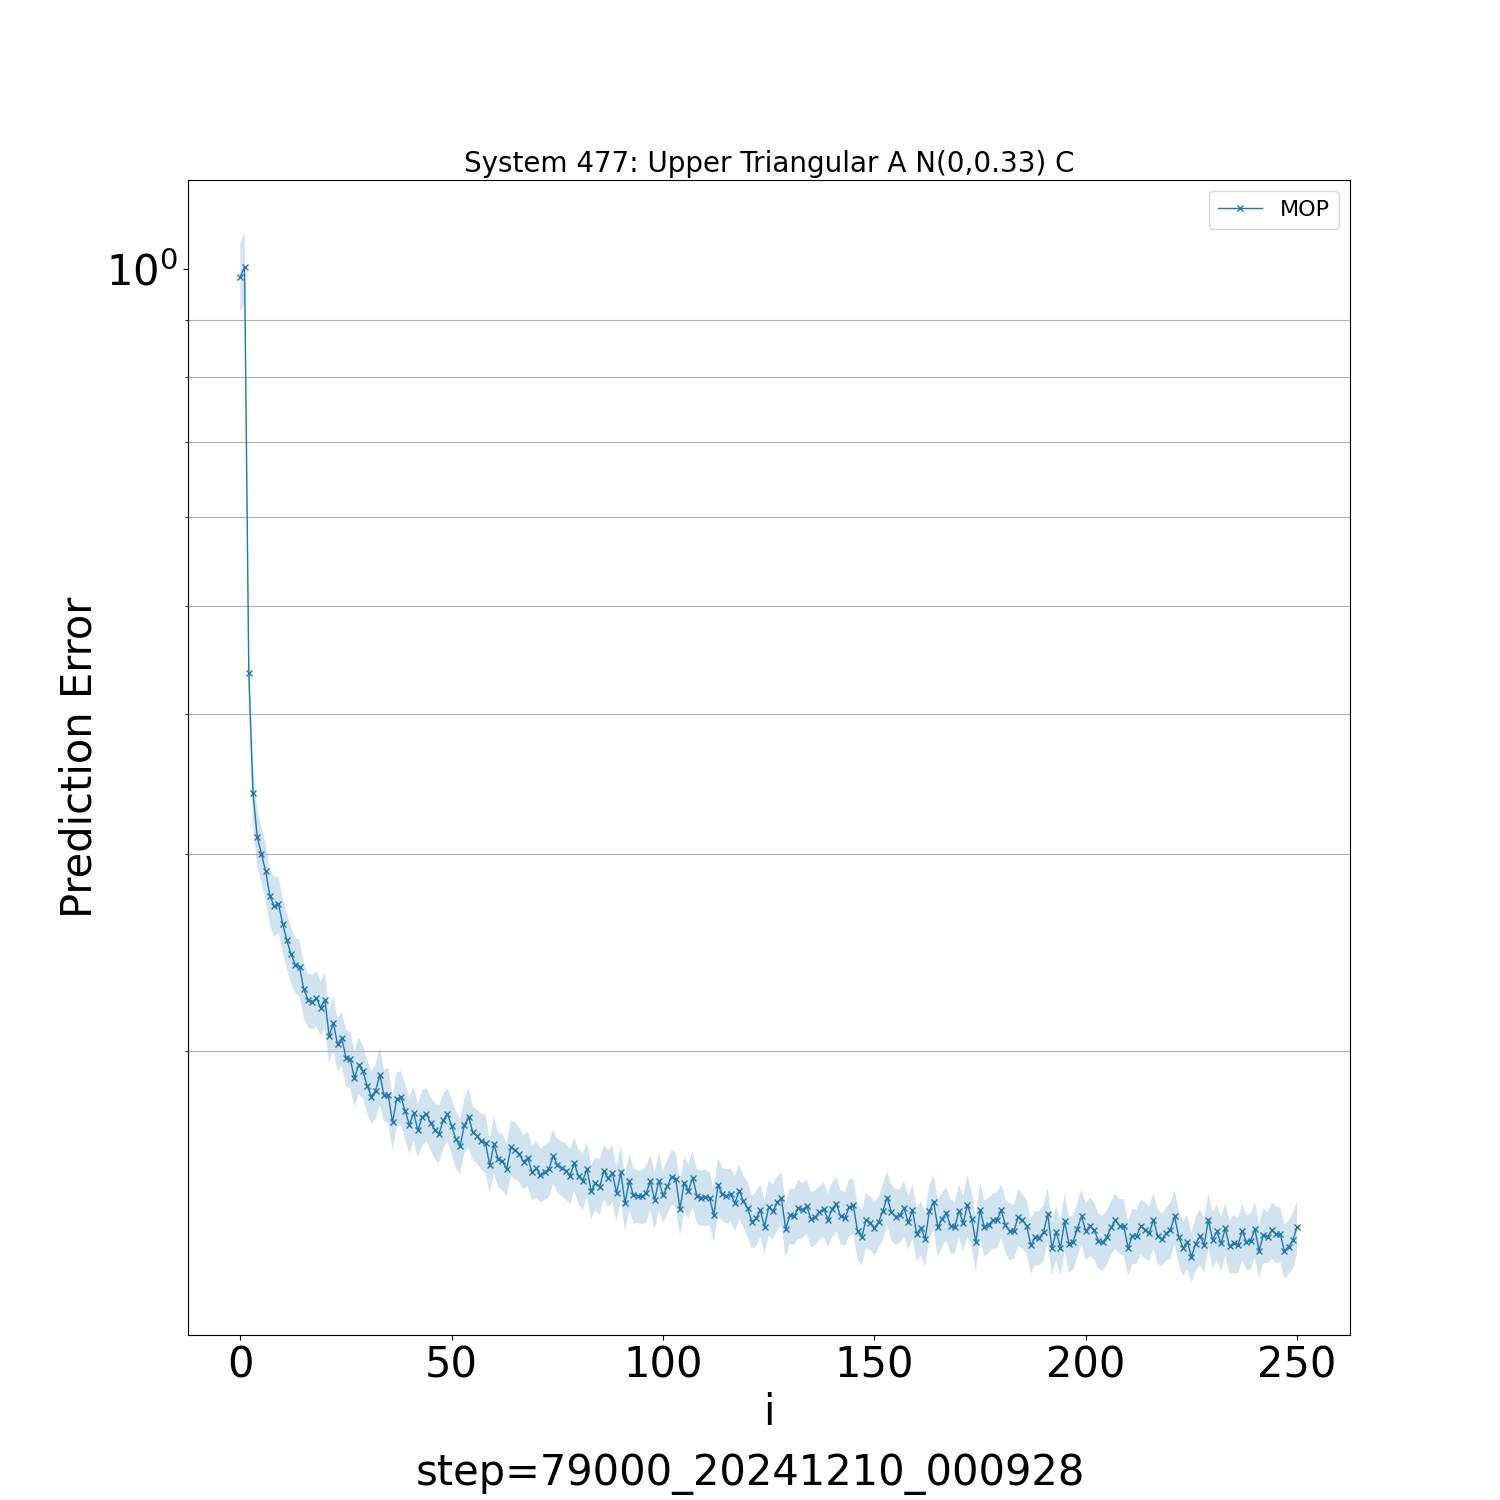 System 477: Upper Triangular A N(0,0.33) C
MOP
10⁰
Prediction Error
0 50 100 150 200 250
i
step=79000_20241210_000928